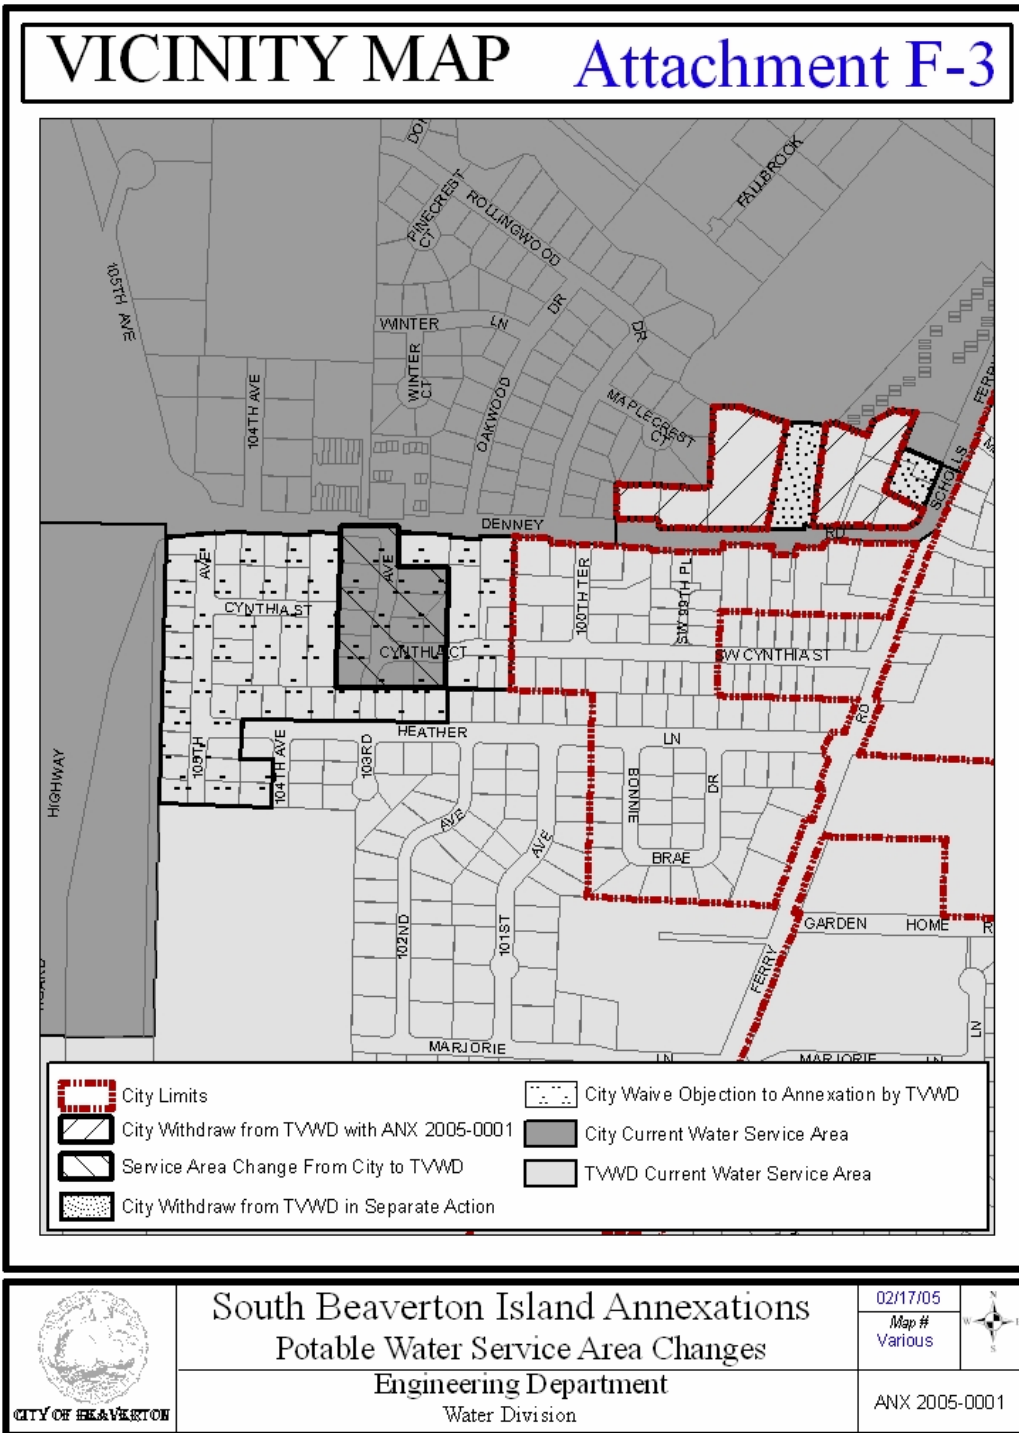 VICINITY MAP Attachment F-3
PINECREST
CT
ROLLINGWOOD
DR
FALLBROOK
105TH AVE
WINTER LN
DR
DR
WINTER
CT
104TH AVE
OAKWOOD
MAPLECREST
CT
FERRY
SCHOLLS
DENNEY
RD
AVE
AVE
CYNTHIA ST
100TH TER
SW 99TH PL
CYNTHIA CT
SW CYNTHIA ST
RD
HEATHER
LN
105TH
104TH AVE
103RD
HIGHWAY
BONNIE
DR
AVE
AVE
BRAE
102ND
101ST
GARDEN HOME R
FERRY
LN
MARJORIE
LN
MARJORIE LN
City Limits
City Withdraw from TVWD with ANX 2005-0001
Service Area Change From City to TVWD
City Withdraw from TVWD in Separate Action
City Waive Objection to Annexation by TVWD
City Current Water Service Area
TVWD Current Water Service Area
CITY OF BEAVERTON
South Beaverton Island Annexations
Potable Water Service Area Changes
Engineering Department
Water Division
02/17/05
Map #
Various
N
W
S
ANX 2005-0001